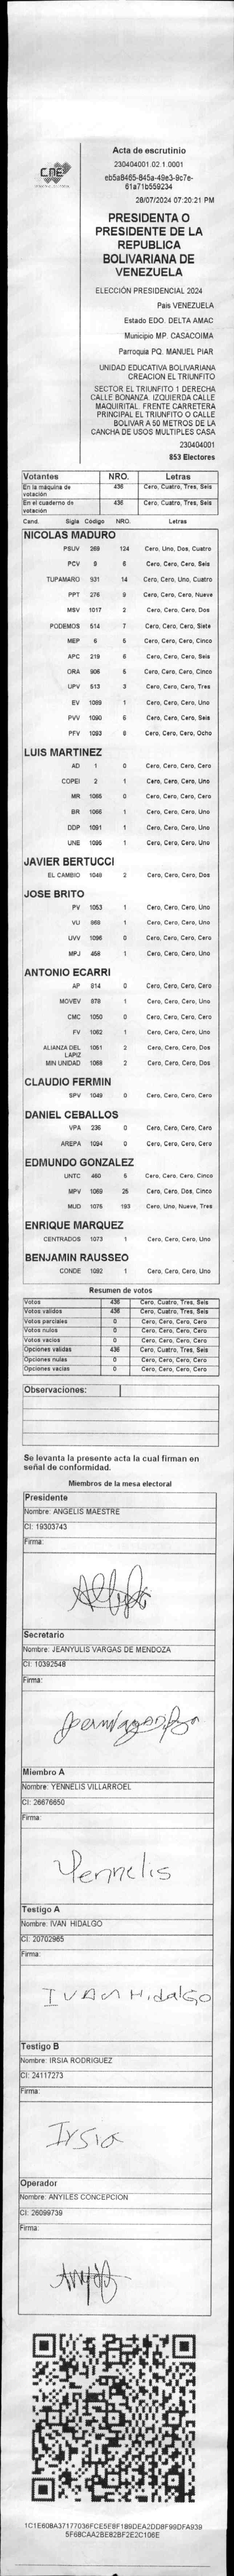 CNE
Acta de escrutinio
230404001.02.1.0001
eb5a8465-845a-49e3-9c7e-
61a71b559234
28/07/2024 07:20:21 PM
PRESIDENTA O
PRESIDENTE DE LA
REPUBLICA
BOLIVARIANA DE
VENEZUELA
ELECCIÓN PRESIDENCIAL 2024
Pais VENEZUELA
Estado EDO. DELTA AMAC
Municipio MP. CASACOIMA
Parroquia PQ. MANUEL PIAR
UNIDAD EDUCATIVA BOLIVARIANA
CREACION EL TRIUNFITO
SECTOR EL TRIUNFITO 1 DERECHA
CALLE BONANZA. IZQUIERDA CALLE
MAQUIRITAL. FRENTE CARRETERA
PRINCIPAL EL TRIUNFITO O CALLE
BOLIVAR A 50 METROS DE LA
CANCHA DE USOS MULTIPLES CASA
230404001
853 Electores
Votantes NRO. Letras
En la máquina de votación 436 Cero, Cuatro, Tres, Seis
En el cuaderno de votación 436 Cero, Cuatro, Tres, Seis
Cand. Sigla Código NRO. Letras
NICOLAS MADURO
PSUV 269 124 Cero, Uno, Dos, Cuatro
PCV 9 6 Cero, Cero, Cero, Seis
TUPAMARO 931 14 Cero, Cero, Uno, Cuatro
PPT 276 9 Cero, Cero, Cero, Nueve
MSV 1017 2 Cero, Cero, Cero, Dos
PODEMOS 514 7 Cero, Cero, Cero, Siete
MEP 6 5 Cero, Cero, Cero, Cinco
APC 219 6 Cero, Cero, Cero, Seis
ORA 906 5 Cero, Cero, Cero, Cinco
UPV 513 3 Cero, Cero, Cero, Tres
EV 1089 1 Cero, Cero, Cero, Uno
PVV 1090 6 Cero, Cero, Cero, Seis
PFV 1093 8 Cero, Cero, Cero, Ocho
LUIS MARTINEZ
AD 1 0 Cero, Cero, Cero, Cero
COPEI 2 1 Cero, Cero, Cero, Uno
MR 1065 0 Cero, Cero, Cero, Cero
BR 1066 1 Cero, Cero, Cero, Uno
DDP 1091 1 Cero, Cero, Cero, Uno
UNE 1095 1 Cero, Cero, Cero, Uno
JAVIER BERTUCCI
EL CAMBIO 1048 2 Cero, Cero, Cero, Dos
JOSE BRITO
PV 1053 1 Cero, Cero, Cero, Uno
VU 868 1 Cero, Cero, Cero, Uno
UVV 1096 0 Cero, Cero, Cero, Cero
MPJ 458 1 Cero, Cero, Cero, Uno
ANTONIO ECARRI
AP 814 0 Cero, Cero, Cero, Cero
MOVEV 879 1 Cero, Cero, Cero, Uno
CMC 1050 0 Cero, Cero, Cero, Cero
FV 1062 1 Cero, Cero, Cero, Uno
ALIANZA DEL LAPIZ 1051 2 Cero, Cero, Cero, Dos
MIN UNIDAD 1068 2 Cero, Cero, Cero, Dos
CLAUDIO FERMIN
SPV 1049 0 Cero, Cero, Cero, Cero
DANIEL CEBALLOS
VPA 236 0 Cero, Cero, Cero, Cero
AREPA 1094 0 Cero, Cero, Cero, Cero
EDMUNDO GONZALEZ
UNTC 460 5 Cero, Cero, Cero, Cinco
MPV 1069 25 Cero, Cero, Dos, Cinco
MUD 1075 193 Cero, Uno, Nueve, Tres
ENRIQUE MARQUEZ
CENTRADOS 1073 1 Cero, Cero, Cero, Uno
BENJAMIN RAUSSEO
CONDE 1092 1 Cero, Cero, Cero, Uno
Resumen de votos
Votos 436 Cero, Cuatro, Tres, Seis
Votos validos 436 Cero, Cuatro, Tres, Seis
Votos parciales 0 Cero, Cero, Cero, Cero
Votos nulos 0 Cero, Cero, Cero, Cero
Votos vacios 0 Cero, Cero, Cero, Cero
Opciones validas 436 Cero, Cuatro, Tres, Seis
Opciones nulas 0 Cero, Cero, Cero, Cero
Opciones vacias 0 Cero, Cero, Cero, Cero
Observaciones:
Se levanta la presente acta la cual firman en
señal de conformidad.
Miembros de la mesa electoral
Presidente
Nombre: ANGELIS MAESTRE
CI: 19303743
Firma:
Secretario
Nombre: JEANYULIS VARGAS DE MENDOZA
CI: 10392548
Firma:
Miembro A
Nombre: YENNELIS VILLARROEL
CI: 26676650
Firma:
Yennelis
Testigo A
Nombre: IVAN HIDALGO
CI: 20702965
Firma:
IVAN Hidalgo
Testigo B
Nombre: IRSIA RODRIGUEZ
CI: 24117273
Firma:
Irsia
Operador
Nombre: ANYILES CONCEPCION
CI: 26099739
Firma:
1C1E60BA37177036FCE5E8F189DEA2DD8F99DFA939
5F68CAA2BE82BF2E2C106E